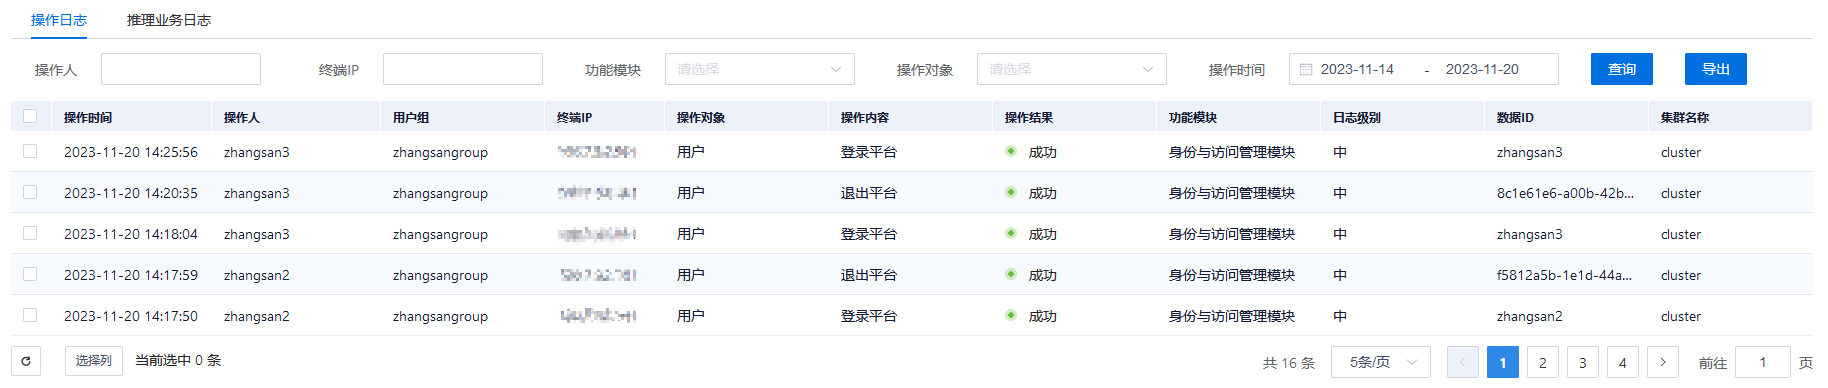 操作日志 推理业务日志
操作人 终端IP 功能模块 请选择 操作对象 请选择 操作时间 2023-11-14 - 2023-11-20 查询 导出
操作时间 操作人 用户组 终端IP 操作对象 操作内容 操作结果 功能模块 日志级别 数据ID 集群名称
2023-11-20 14:25:56 zhangsan3 zhangsangroup 用户 登录平台 成功 身份与访问管理模块 中 zhangsan3 cluster
2023-11-20 14:20:35 zhangsan3 zhangsangroup 用户 退出平台 成功 身份与访问管理模块 中 8c1e61e6-a00b-42b... cluster
2023-11-20 14:18:04 zhangsan3 zhangsangroup 用户 登录平台 成功 身份与访问管理模块 中 zhangsan3 cluster
2023-11-20 14:17:59 zhangsan2 zhangsangroup 用户 退出平台 成功 身份与访问管理模块 中 f5812a5b-1e1d-44a... cluster
2023-11-20 14:17:50 zhangsan2 zhangsangroup 用户 登录平台 成功 身份与访问管理模块 中 zhangsan2 cluster
选择列 当前选中 0 条 共 16 条 5条/页 1 2 3 4 前往 1 页